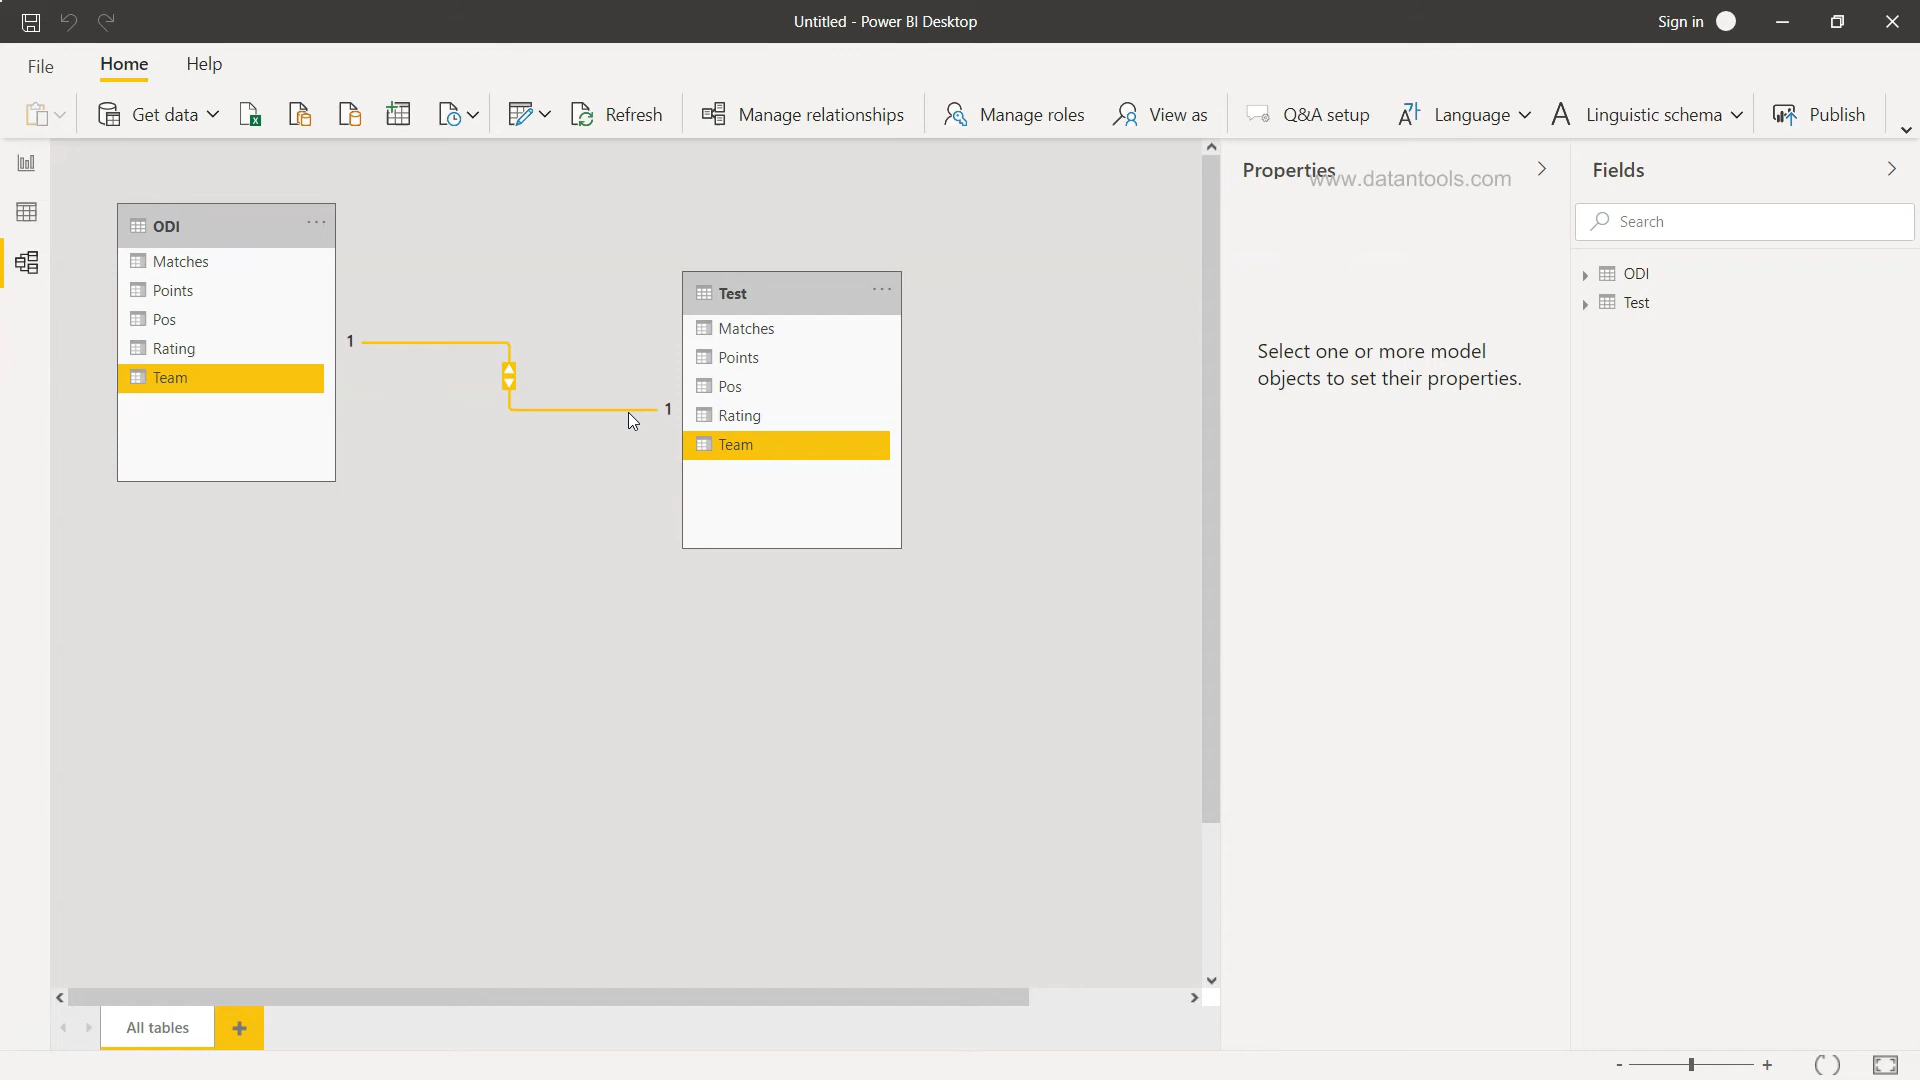 Untitled - Power BI Desktop
Sign in
File
Home
Help
Get data
Refresh
Manage relationships
Manage roles
View as
Q&A setup
Language
Linguistic schema
Publish
ODI
Matches
Points
Pos
Rating
Team
1
1
Test
Matches
Points
Pos
Rating
Team
Properties
www.datantools.com
Select one or more model
objects to set their properties.
Fields
Search
ODI
Test
All tables